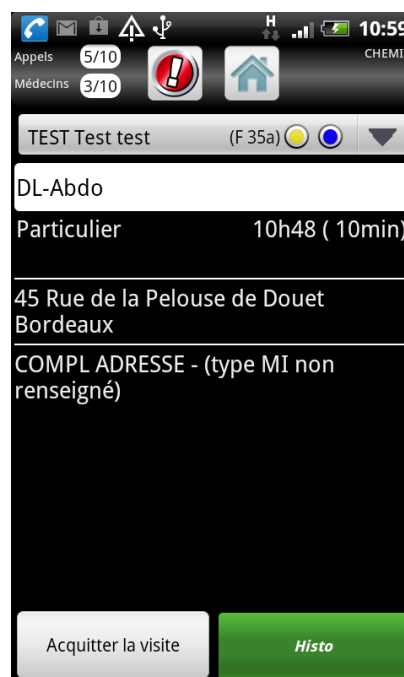 H 10:59
Appels 5/10
CHEMI
Médecins 3/10
TEST Test test (F 35a)
DL-Abdo
Particulier 10h48 ( 10min)
45 Rue de la Pelouse de Douet
Bordeaux
COMPL ADRESSE - (type MI non
renseigné)
Acquitter la visite Histo